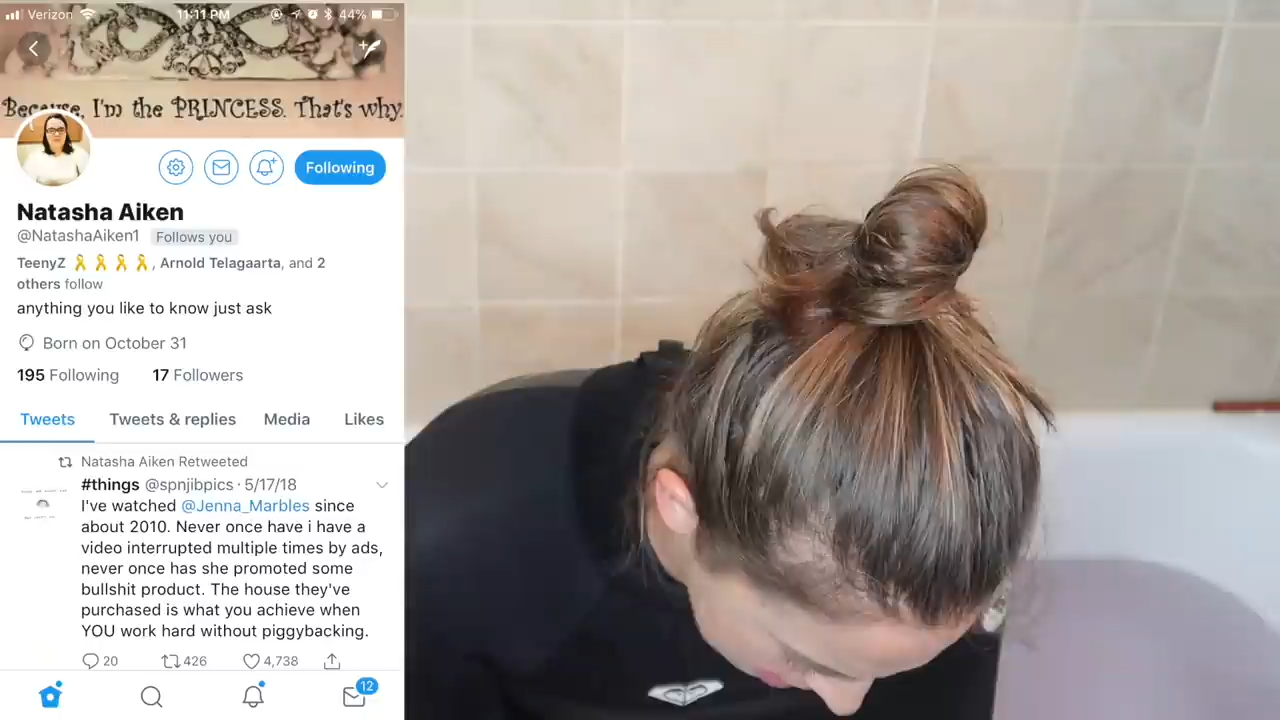 Verizon 11:11 PM 44%
Because, I'm the PRINCESS. That's why.
Following
Natasha Aiken
@NatashaAiken1 Follows you
TeenyZ 🎗🎗🎗🎗, Arnold Telagaarta, and 2
others follow
anything you like to know just ask
Born on October 31
195 Following 17 Followers
Tweets Tweets & replies Media Likes
Natasha Aiken Retweeted
#things @spnjibpics · 5/17/18
I've watched @Jenna_Marbles since
about 2010. Never once have i have a
video interrupted multiple times by ads,
never once has she promoted some
bullshit product. The house they've
purchased is what you achieve when
YOU work hard without piggybacking.
20 426 4,738
12